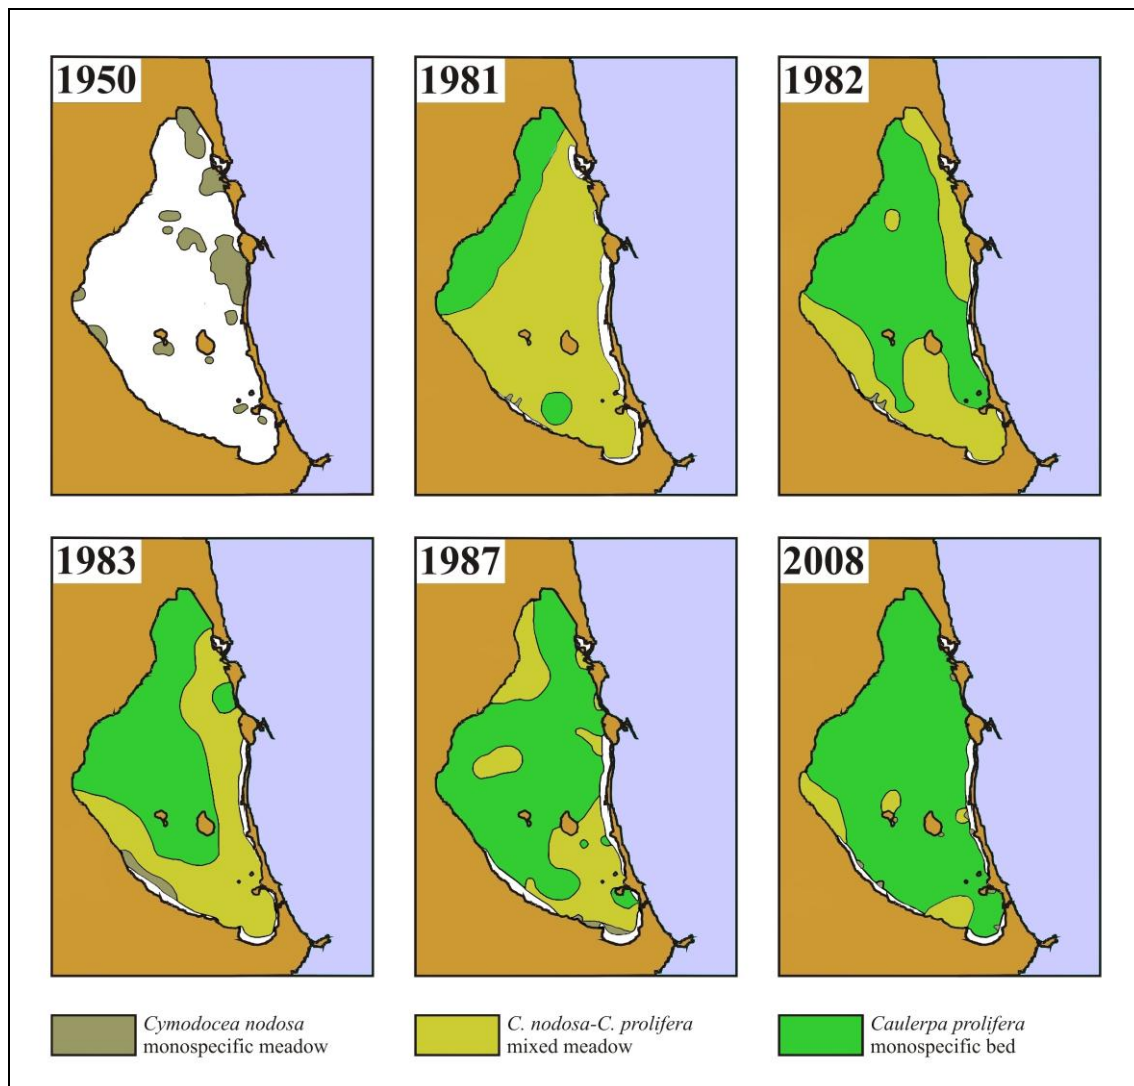 1950
1981
1982
1983
1987
2008
Cymodocea nodosa
monospecific meadow
C. nodosa-C. prolifera
mixed meadow
Caulerpa prolifera
monospecific bed